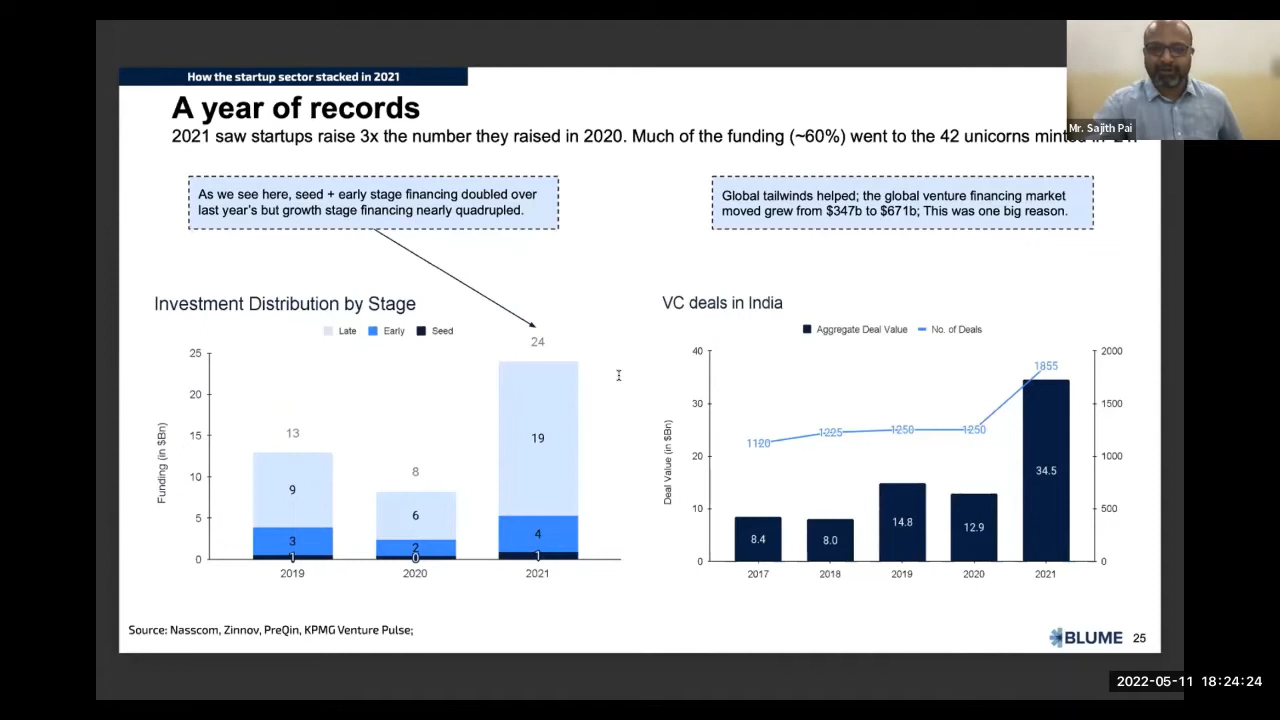 How the startup sector stacked in 2021
A year of records
2021 saw startups raise 3x the number they raised in 2020. Much of the funding (~60%) went to the 42 unicorns minted in
Mr. Sajith Pai
As we see here, seed + early stage financing doubled over
last year's but growth stage financing nearly quadrupled.
Global tailwinds helped; the global venture financing market
moved grew from $347b to $671b; This was one big reason.
Investment Distribution by Stage
Late Early Seed
Funding (in $Bn)
25
20
15
10
5
0
13
9
3
1
8
6
2
0
24
19
4
1
2019 2020 2021
VC deals in India
Aggregate Deal Value No. of Deals
Deal Value (in $Bn)
40
30
20
10
0
1120 1225 1250 1250 1855
8.4 8.0 14.8 12.9 34.5
2000
1500
1000
500
0
2017 2018 2019 2020 2021
Source: Nasscom, Zinnov, PreQin, KPMG Venture Pulse;
BLUME 25
2022-05-11 18:24:24